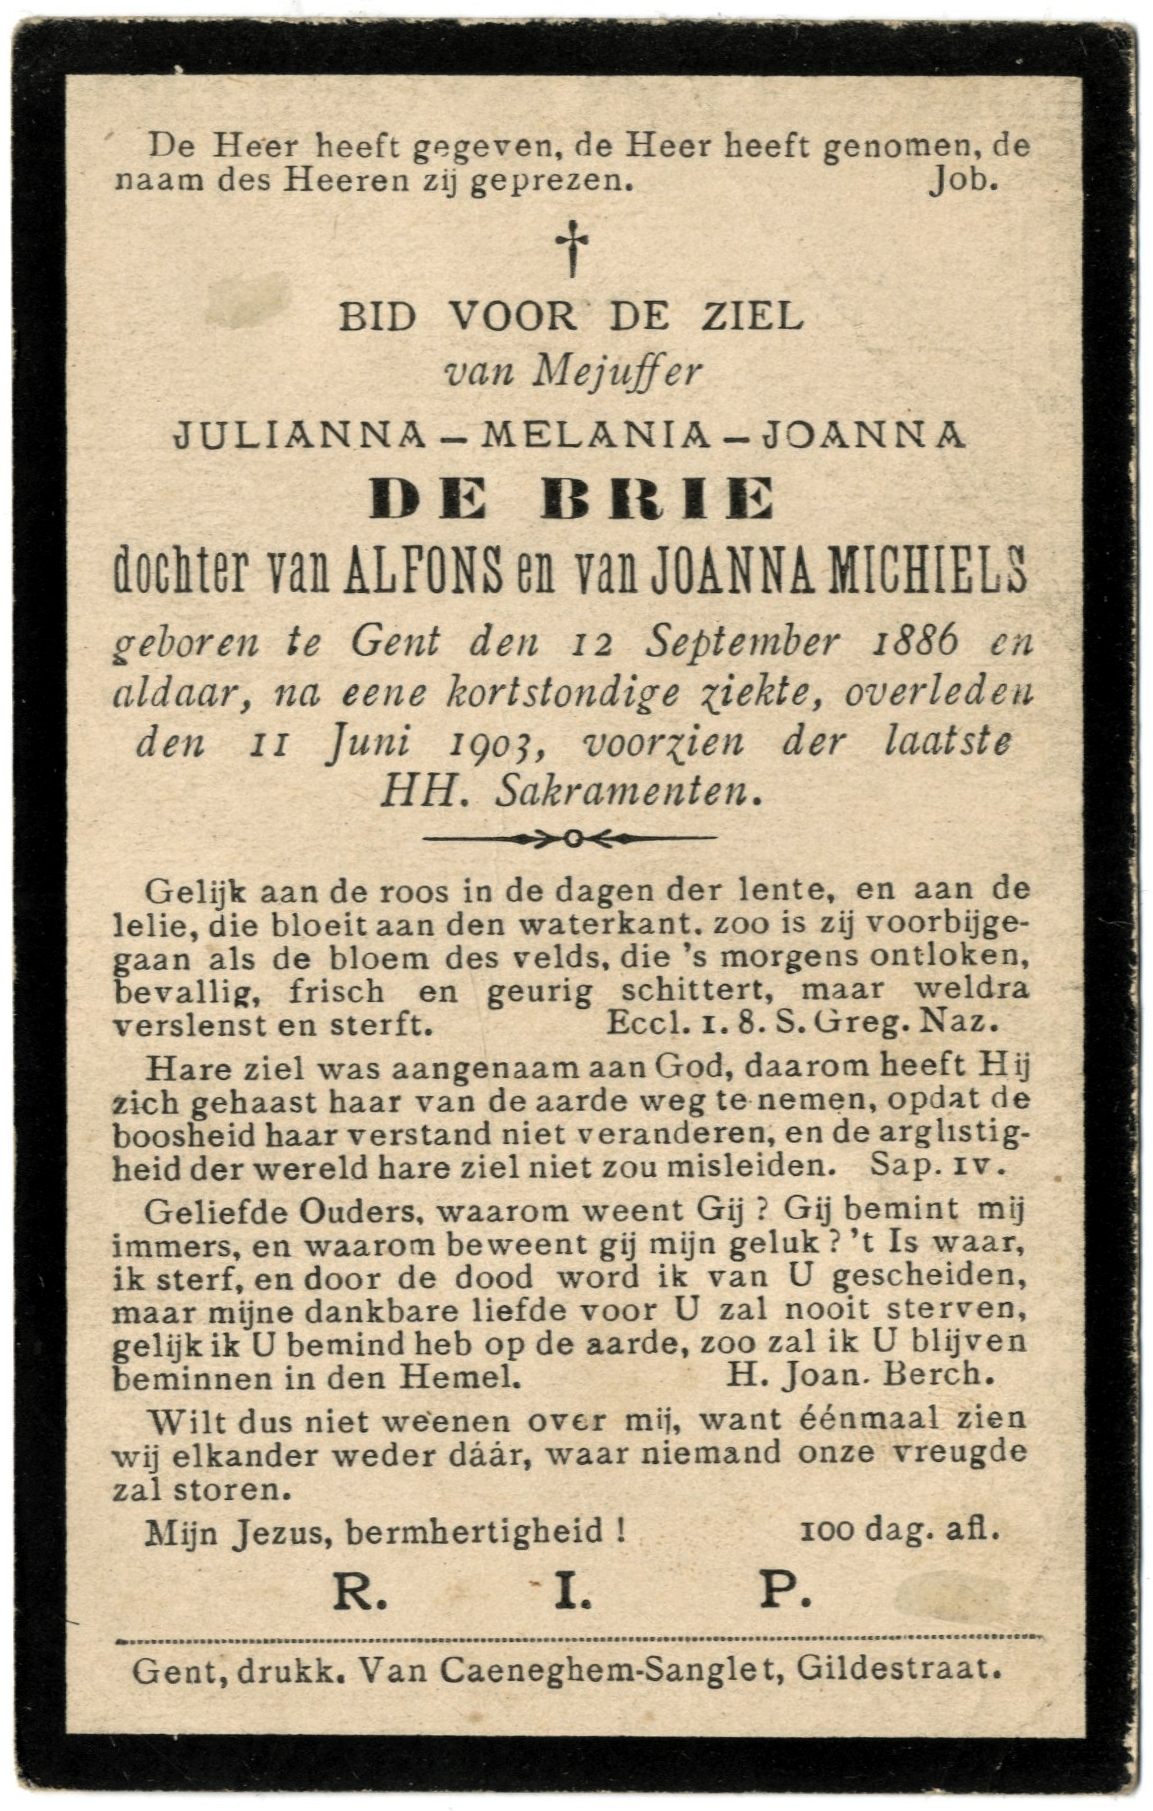 De Heer heeft gegeven, de Heer heeft genomen, de
naam des Heeren zij geprezen. Job.
†
BID VOOR DE ZIEL
van Mejuffer
JULIANNA – MELANIA – JOANNA
DE BRIE
dochter van ALFONS en van JOANNA MICHIELS
geboren te Gent den 12 September 1886 en
aldaar, na eene kortstondige ziekte, overleden
den 11 Juni 1903, voorzien der laatste
HH. Sakramenten.
Gelijk aan de roos in de dagen der lente, en aan de
lelie, die bloeit aan den waterkant. zoo is zij voorbijge-
gaan als de bloem des velds, die 's morgens ontloken,
bevallig, frisch en geurig schittert, maar weldra
verslenst en sterft. Eccl. 1. 8. S. Greg. Naz.
Hare ziel was aangenaam aan God, daarom heeft Hij
zich gehaast haar van de aarde weg te nemen, opdat de
boosheid haar verstand niet veranderen, en de arglistig-
heid der wereld hare ziel niet zou misleiden. Sap. IV.
Geliefde Ouders, waarom weent Gij ? Gij bemint mij
immers, en waarom beweent gij mijn geluk ? 't Is waar,
ik sterf, en door de dood word ik van U gescheiden,
maar mijne dankbare liefde voor U zal nooit sterven,
gelijk ik U bemind heb op de aarde, zoo zal ik U blijven
beminnen in den Hemel. H. Joan. Berch.
Wilt dus niet weenen over mij, want éénmaal zien
wij elkander weder dáár, waar niemand onze vreugde
zal storen.
Mijn Jezus, bermhertigheid ! 100 dag. afl.
R. I. P.
Gent, drukk. Van Caeneghem-Sanglet, Gildestraat.